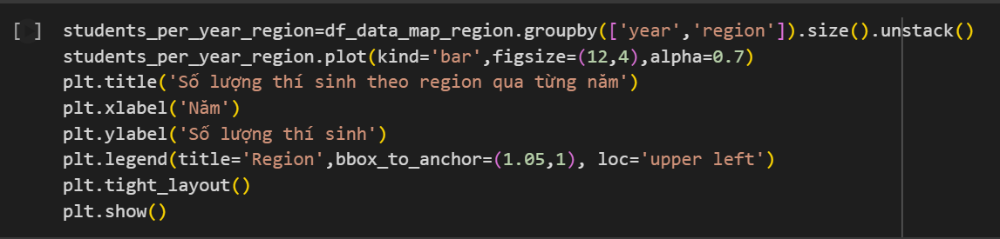 students_per_year_region=df_data_map_region.groupby(['year','region']).size().unstack()
students_per_year_region.plot(kind='bar',figsize=(12,4),alpha=0.7)
plt.title('Số lượng thí sinh theo region qua từng năm')
plt.xlabel('Năm')
plt.ylabel('Số lượng thí sinh')
plt.legend(title='Region',bbox_to_anchor=(1.05,1), loc='upper left')
plt.tight_layout()
plt.show()